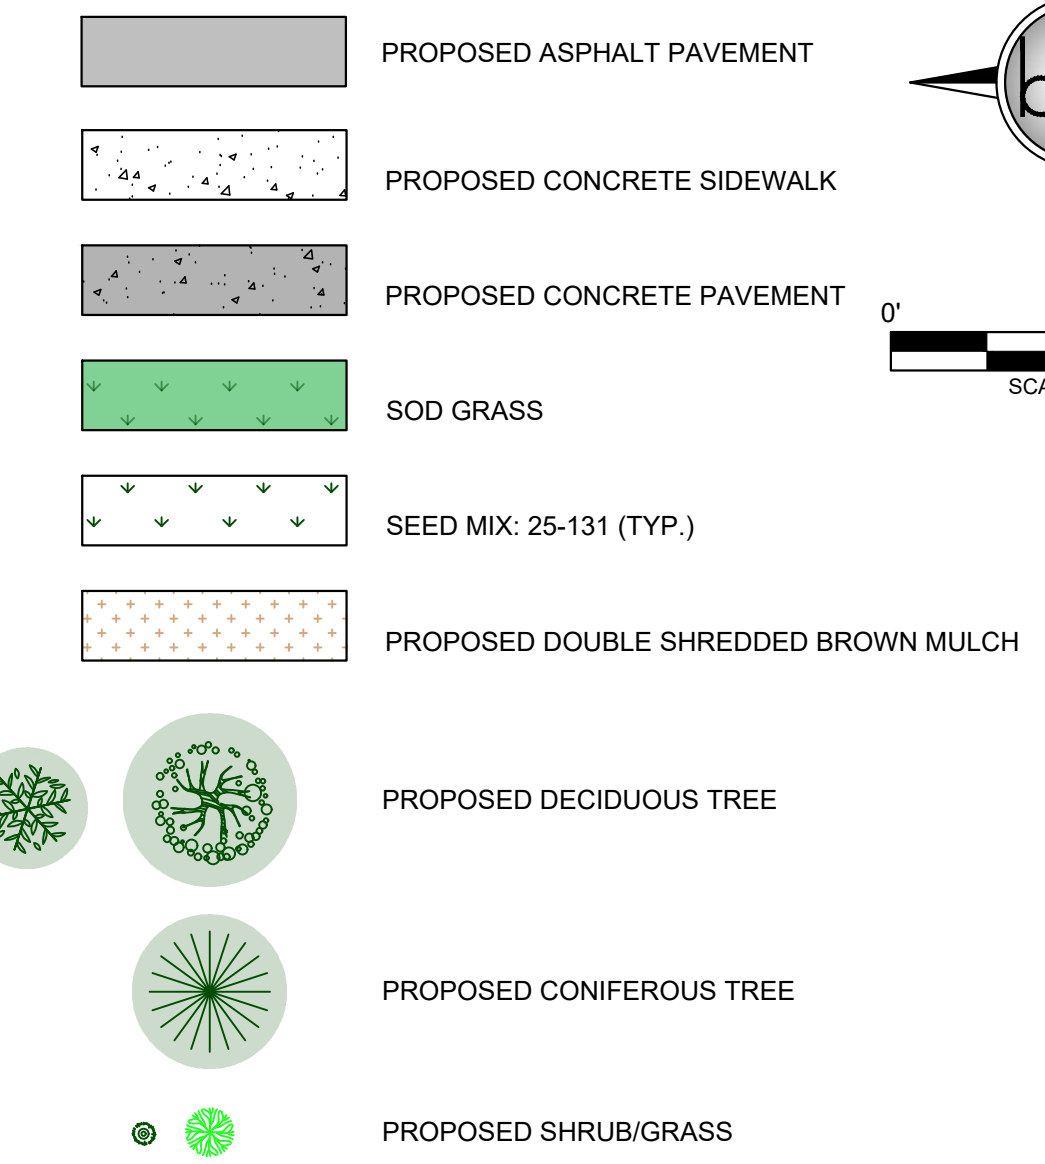 PROPOSED ASPHALT PAVEMENT
PROPOSED CONCRETE SIDEWALK
PROPOSED CONCRETE PAVEMENT
0'
SOD GRASS
SEED MIX: 25-131 (TYP.)
PROPOSED DOUBLE SHREDDED BROWN MULCH
PROPOSED DECIDUOUS TREE
PROPOSED CONIFEROUS TREE
PROPOSED SHRUB/GRASS